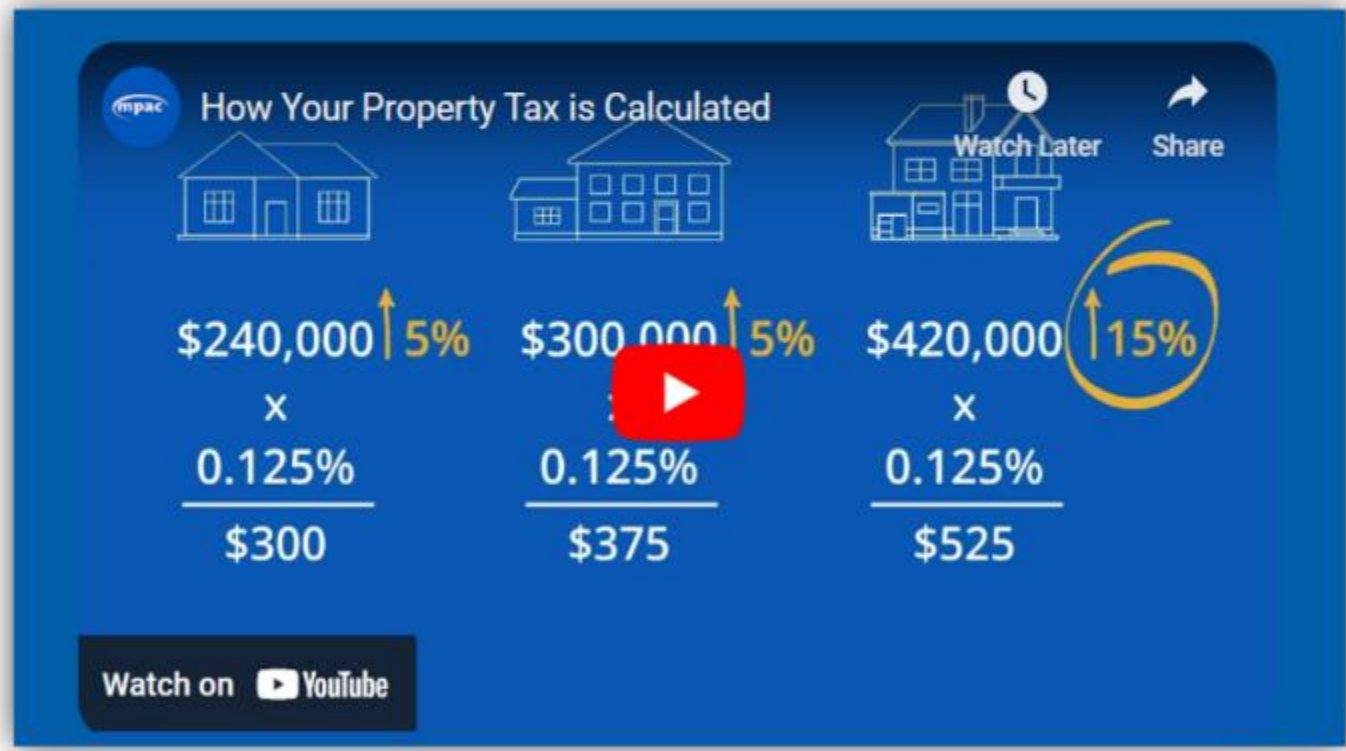 mpac How Your Property Tax is Calculated
Watch Later Share
$240,000 5% $300,000 5% $420,000 15%
x x
0.125% 0.125% 0.125%
$300 $375 $525
Watch on YouTube